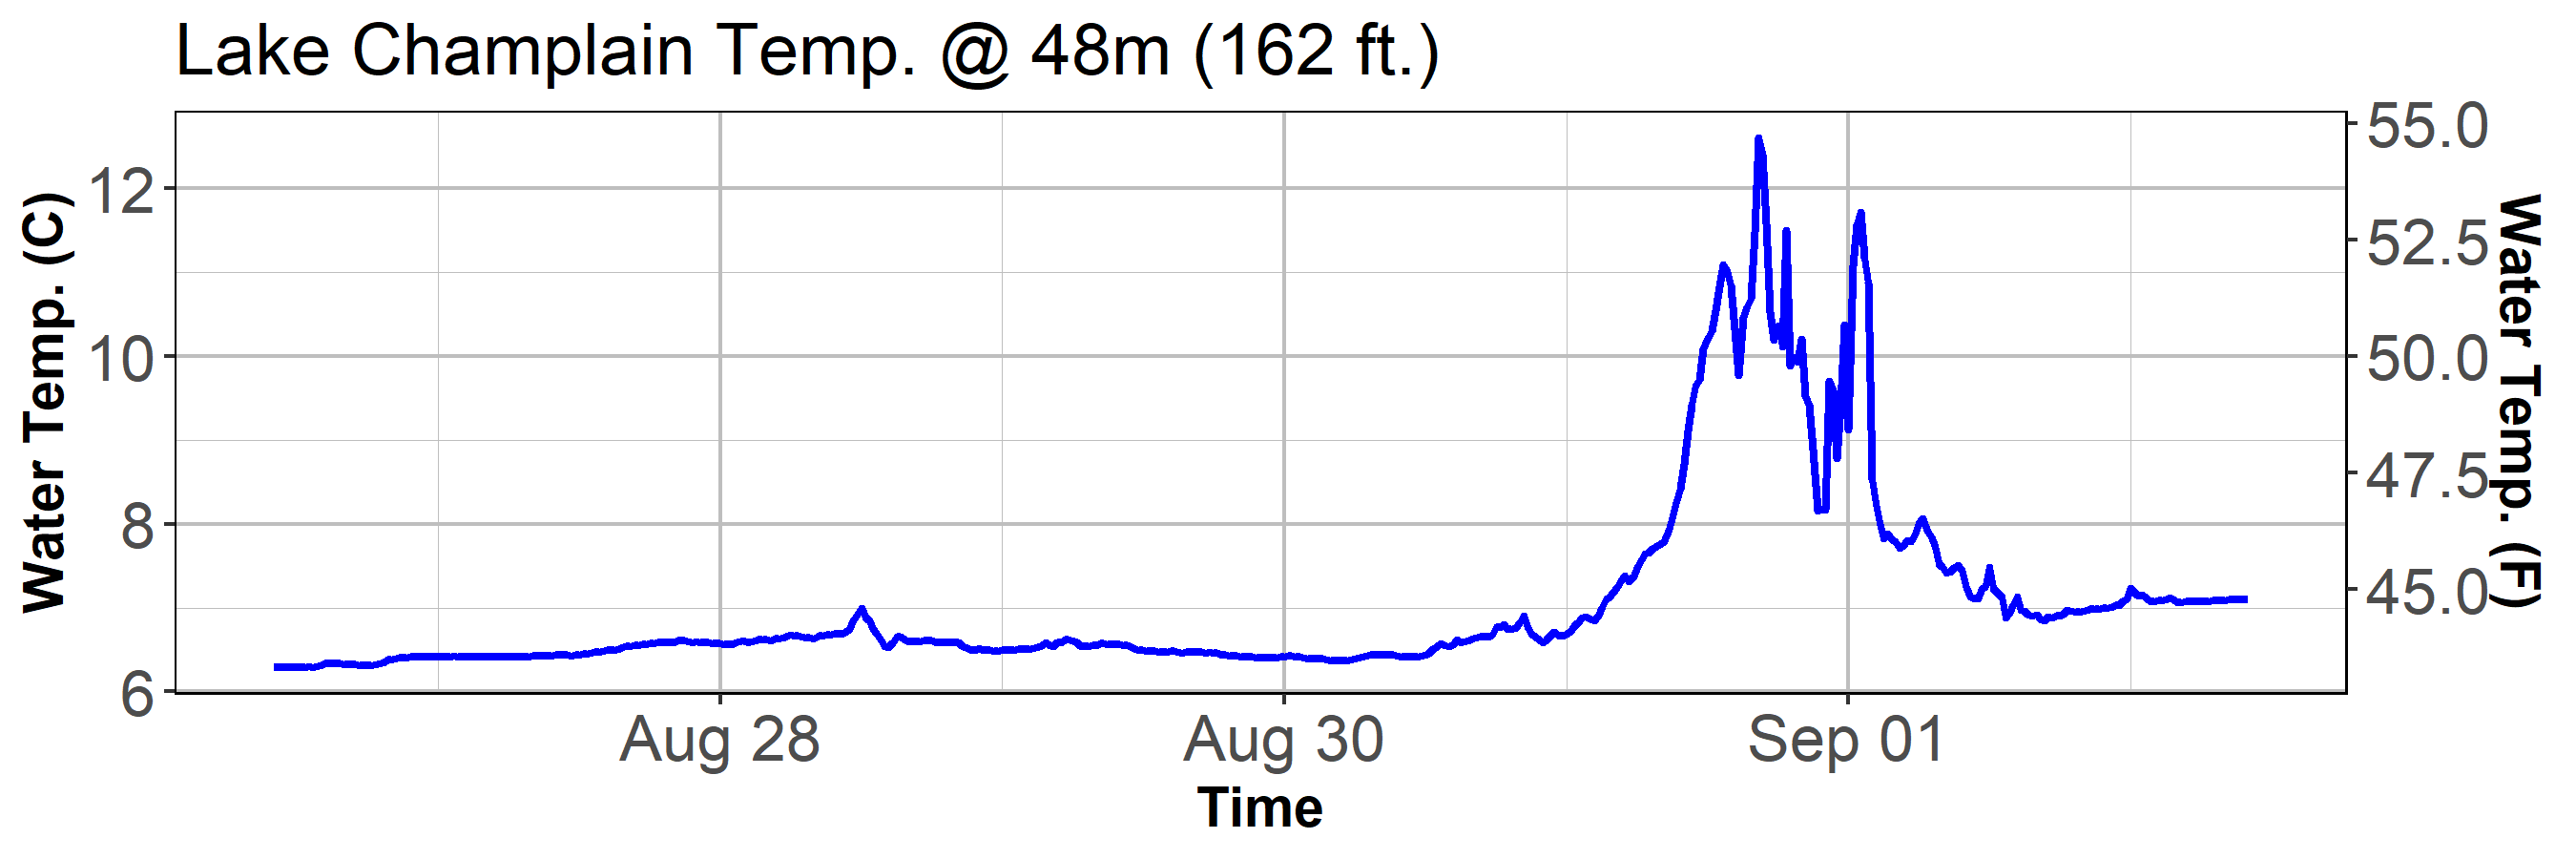 Lake Champlain Temp. @ 48m (162 ft.)
Water Temp. (C)
12
10
8
6
55.0
52.5
50.0
47.5
45.0
Water Temp. (F)
Aug 28
Aug 30
Sep 01
Time